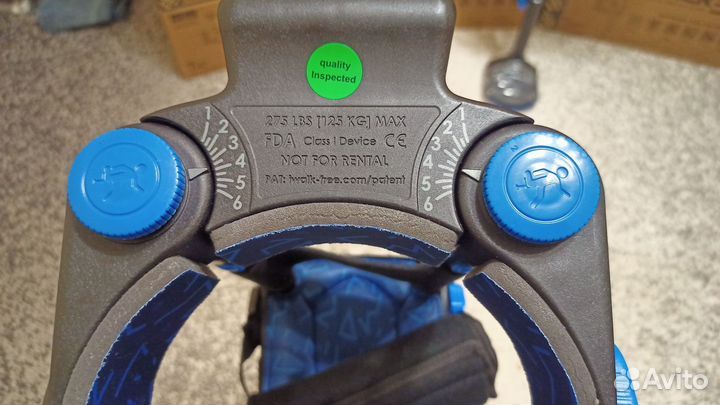 quality
Inspected
275 LBS [125 KG] MAX
FDA Class I Device CE
NOT FOR RENTAL
PAT: iwalk-free.com/patent
1
2
3
4
5
6
1
2
3
4
5
6
Avito